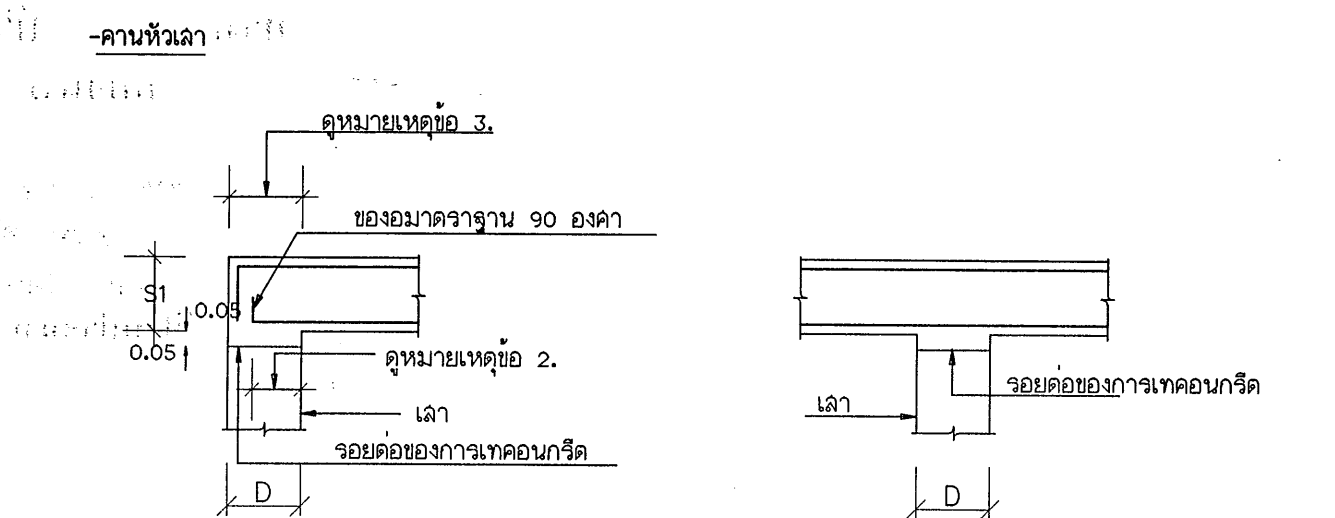 -คานหัวเสา
ดูหมายเหตุข้อ 3.
ของอมาตราฐาน 90 องศา
S1
0.05
0.05
ดูหมายเหตุข้อ 2.
เสา
รอยต่อของการเทคอนกรีต
D
รอยต่อของการเทคอนกรีต
เสา
D